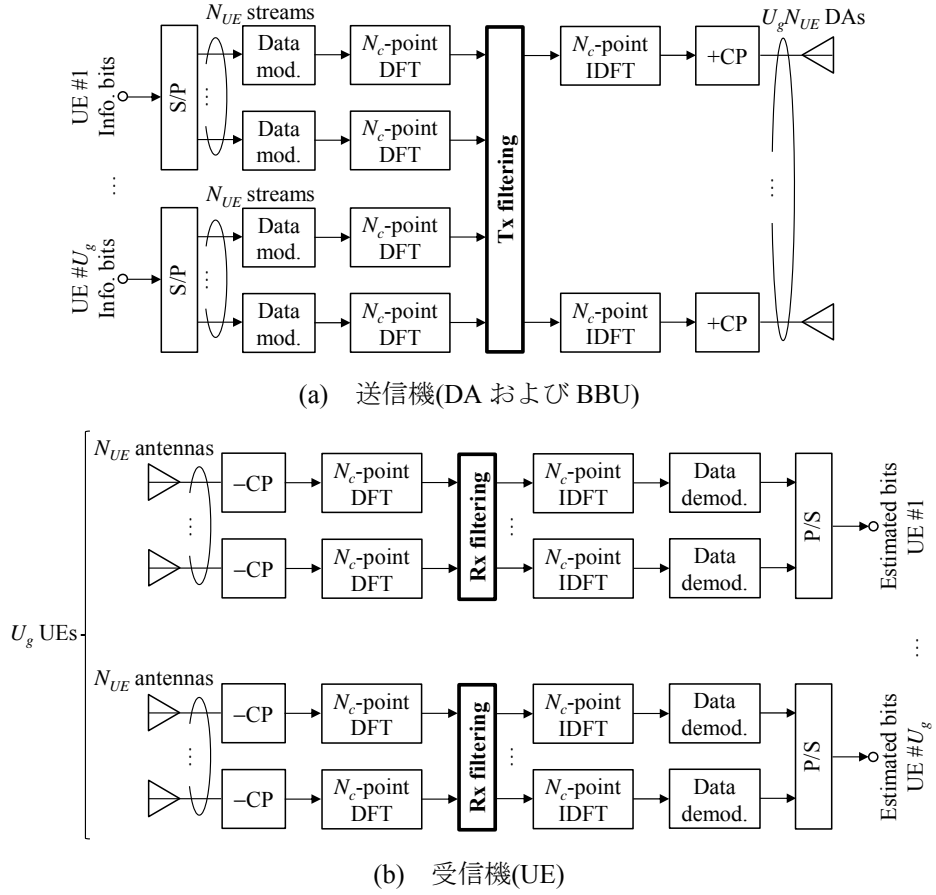 N_UE streams
U_gN_UE DAs
UE #1
Info. bits
S/P
...
Data
mod.
N_c-point
DFT
Data
mod.
N_c-point
DFT
...
N_UE streams
UE #U_g
Info. bits
S/P
...
Data
mod.
N_c-point
DFT
Data
mod.
N_c-point
DFT
Tx filtering
N_c-point
IDFT
+CP
...
...
N_c-point
IDFT
+CP
(a) 送信機(DA および BBU)
U_g UEs
N_UE antennas
...
−CP
N_c-point
DFT
−CP
N_c-point
DFT
Rx filtering
...
N_c-point
IDFT
Data
demod.
N_c-point
IDFT
Data
demod.
P/S
Estimated bits
UE #1
...
N_UE antennas
...
−CP
N_c-point
DFT
−CP
N_c-point
DFT
Rx filtering
...
N_c-point
IDFT
Data
demod.
N_c-point
IDFT
Data
demod.
P/S
Estimated bits
UE #U_g
(b) 受信機(UE)